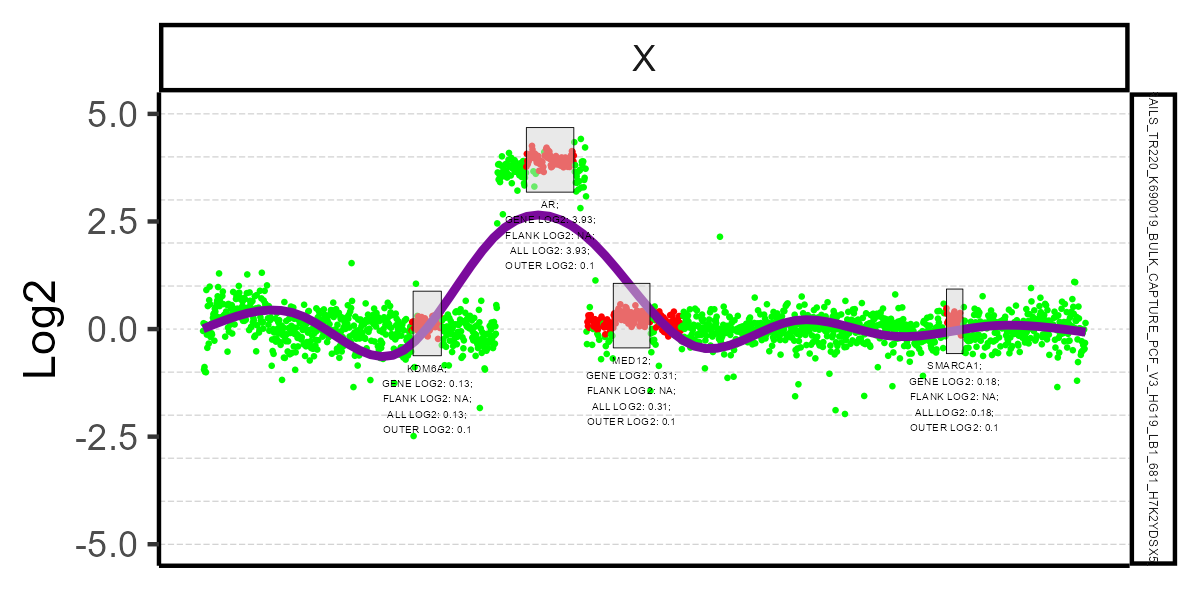 X
5.0
2.5
0.0
-2.5
-5.0
Log2
AR;
GENE LOG2: 3.93;
FLANK LOG2: NA;
ALL LOG2: 3.93;
OUTER LOG2: 0.1
KDM6A;
GENE LOG2: 0.13;
FLANK LOG2: NA;
ALL LOG2: 0.13;
OUTER LOG2: 0.1
MED12;
GENE LOG2: 0.31;
FLANK LOG2: NA;
ALL LOG2: 0.31;
OUTER LOG2: 0.1
SMARCA1;
GENE LOG2: 0.18;
FLANK LOG2: NA;
ALL LOG2: 0.18;
OUTER LOG2: 0.1
AILS_TR220_K690019_BULK_CAPTURE_PCF_V3_HG19_LB1_681_H7K2YDSX5